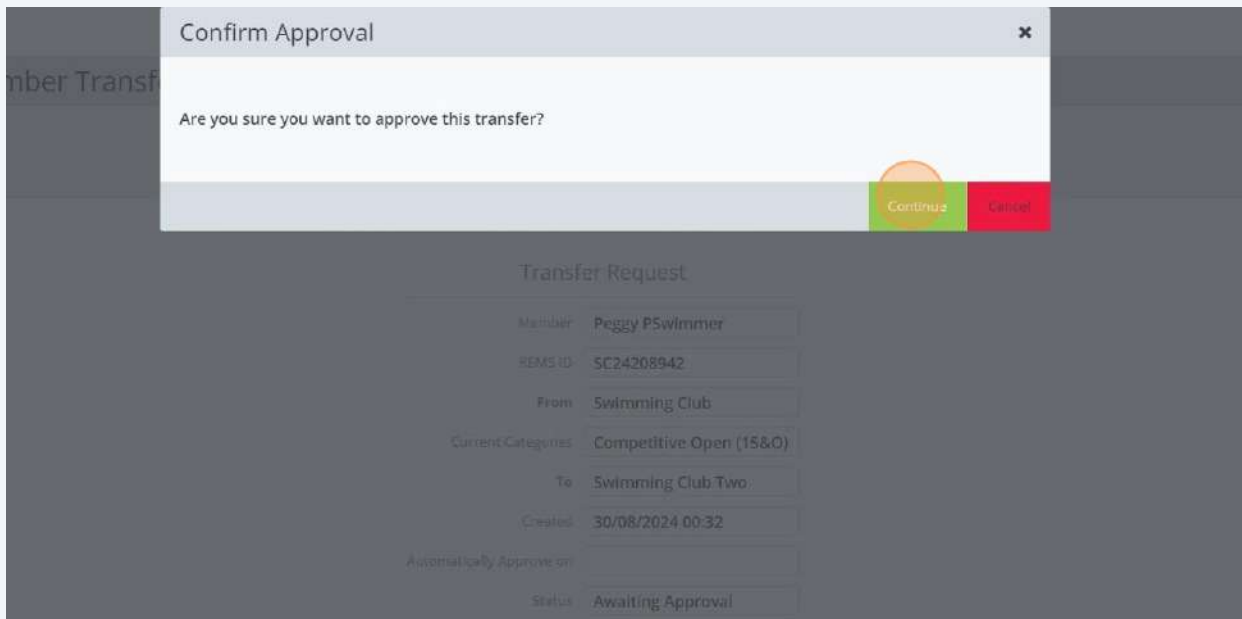 Confirm Approval ✖
mber Transf
Are you sure you want to approve this transfer?
Continue Cancel
Transfer Request
Member Peggy PSwimmer
REMS ID SC24208942
From Swimming Club
Current Categories Competitive Open (15&O)
To Swimming Club Two
Created 30/08/2024 00:32
Automatically Approve on
Status Awaiting Approval